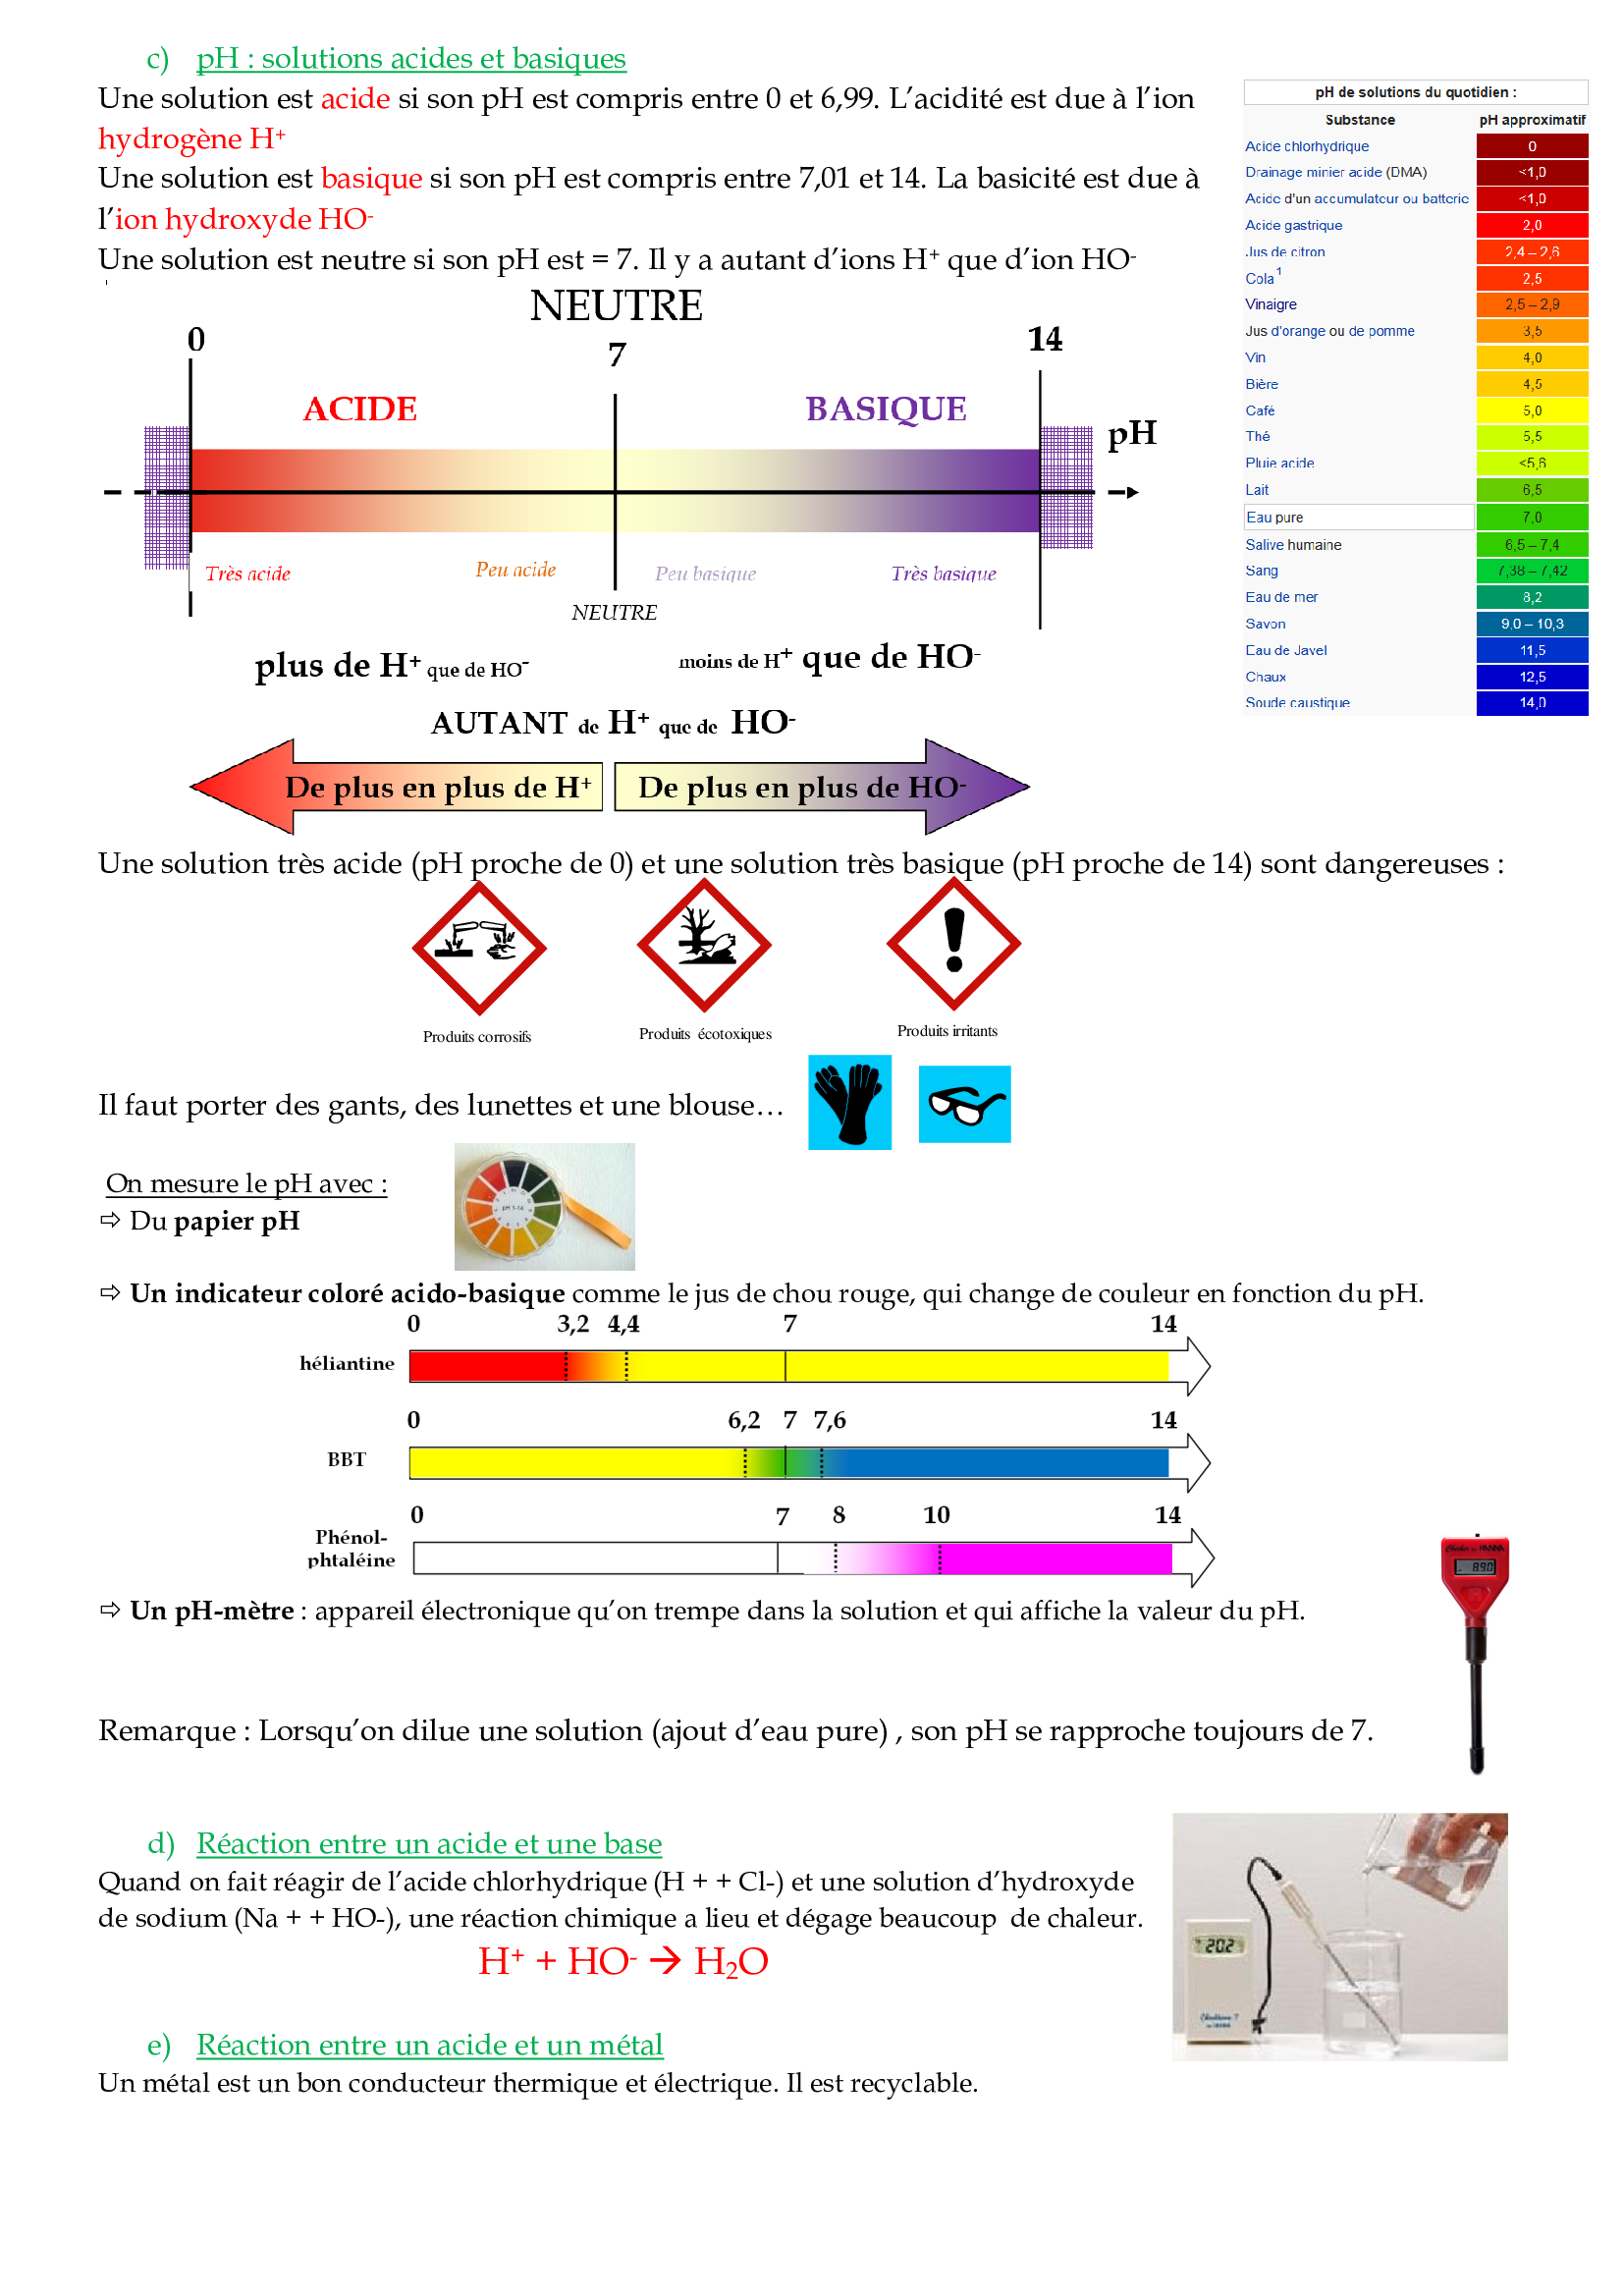 c) pH : solutions acides et basiques
Une solution est acide si son pH est compris entre 0 et 6,99. L’acidité est due à l’ion
hydrogène H+
Une solution est basique si son pH est compris entre 7,01 et 14. La basicité est due à
l’ion hydroxyde HO-
Une solution est neutre si son pH est = 7. Il y a autant d’ions H+ que d’ion HO-
pH de solutions du quotidien :
Substance pH approximatif
Acide chlorhydrique 0
Drainage minier acide (DMA) <1,0
Acide d'un accumulateur ou batterie <1,0
Acide gastrique 2,0
Jus de citron 2,4 – 2,6
Cola1 2,5
Vinaigre 2,5 – 2,9
Jus d'orange ou de pomme 3,5
Vin 4,0
Bière 4,5
Café 5,0
Thé 5,5
Pluie acide <5,6
Lait 6,5
Eau pure 7,0
Salive humaine 6,5 – 7,4
Sang 7,38 – 7,42
Eau de mer 8,2
Savon 9,0 – 10,3
Eau de Javel 11,5
Chaux 12,5
Soude caustique 14,0
NEUTRE
0 7 14
ACIDE BASIQUE
pH
Très acide Peu acide Peu basique Très basique
NEUTRE
plus de H+ que de HO- moins de H+ que de HO-
AUTANT de H+ que de HO-
De plus en plus de H+ De plus en plus de HO-
Une solution très acide (pH proche de 0) et une solution très basique (pH proche de 14) sont dangereuses :
Produits corrosifs Produits écotoxiques Produits irritants
Il faut porter des gants, des lunettes et une blouse…
On mesure le pH avec :
⇨ Du papier pH
pH 1-14
⇨ Un indicateur coloré acido-basique comme le jus de chou rouge, qui change de couleur en fonction du pH.
0 3,2 4,4 7 14
héliantine
0 6,2 7 7,6 14
BBT
0 7 8 10 14
Phénol-
phtaléine
⇨ Un pH-mètre : appareil électronique qu’on trempe dans la solution et qui affiche la valeur du pH.
Checker by HANNA
8.90
Remarque : Lorsqu’on dilue une solution (ajout d’eau pure) , son pH se rapproche toujours de 7.
d) Réaction entre un acide et une base
Quand on fait réagir de l’acide chlorhydrique (H + + Cl-) et une solution d’hydroxyde
de sodium (Na + + HO-), une réaction chimique a lieu et dégage beaucoup de chaleur.
H+ + HO- → H2O
20.2
e) Réaction entre un acide et un métal
Un métal est un bon conducteur thermique et électrique. Il est recyclable.